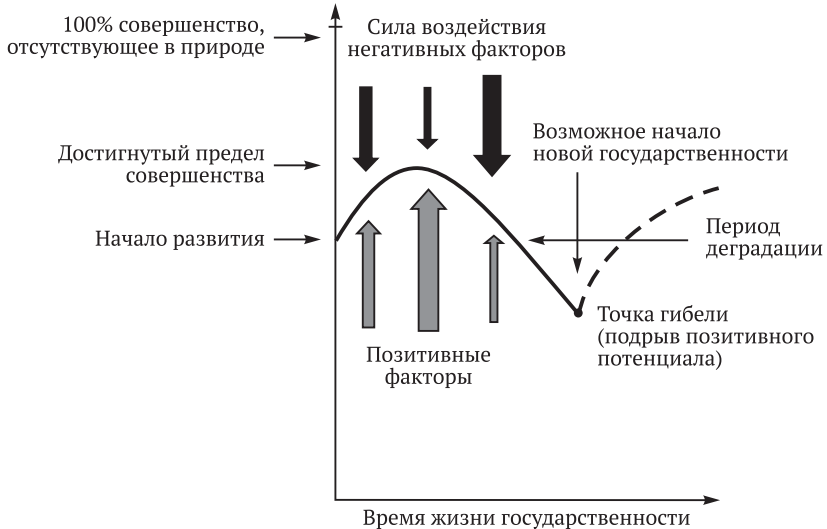 100% совершенство,
отсутствующее в природе
Сила воздействия
негативных факторов
Достигнутый предел
совершенства
Возможное начало
новой государственности
Начало развития
Период
деградации
Точка гибели
(подрыв позитивного
потенциала)
Позитивные
факторы
Время жизни государственности